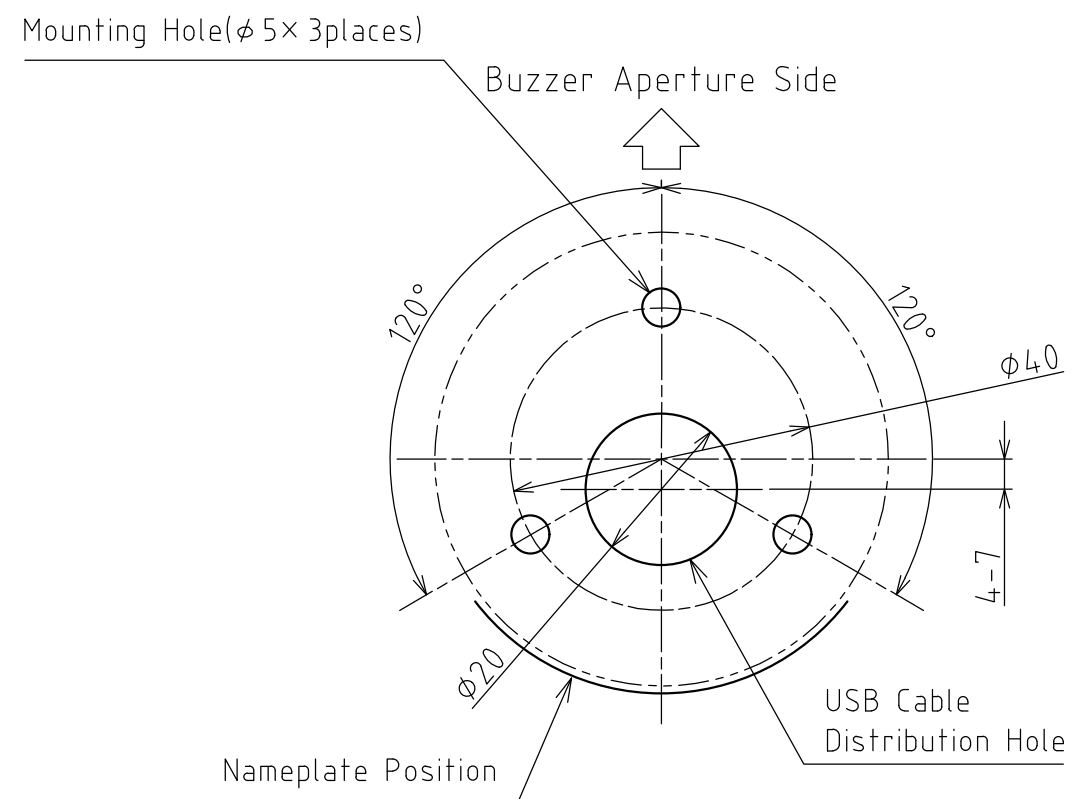 Mounting Hole(φ5×3places)
Buzzer Aperture Side
120°
120°
φ40
4-7
φ20
USB Cable
Distribution Hole
Nameplate Position